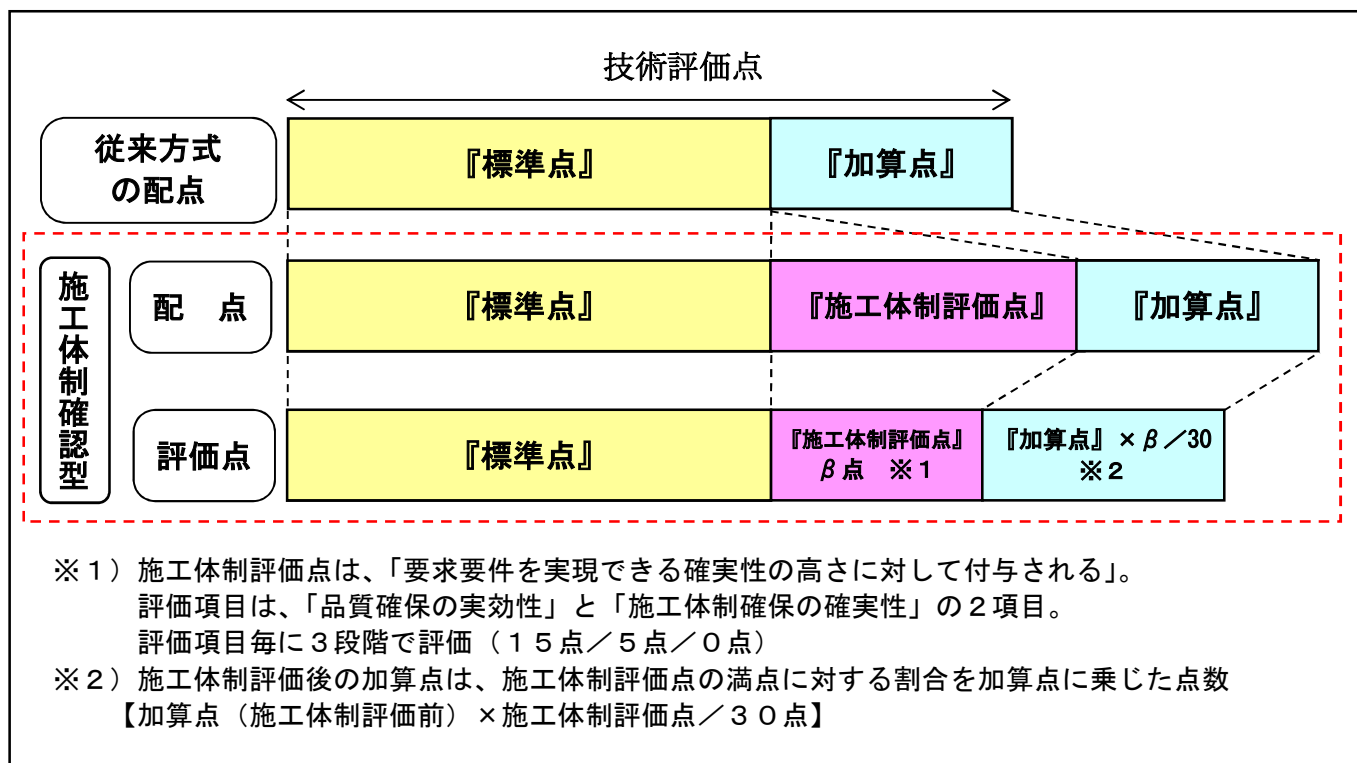 技術評価点
従来方式
の配点
『標準点』
『加算点』
施工体制確認型
配　点
『標準点』
『施工体制評価点』
『加算点』
評価点
『標準点』
『施工体制評価点』
β点　※１
『加算点』×β／30
※２
※１）施工体制評価点は、「要求要件を実現できる確実性の高さに対して付与される」。
評価項目は、「品質確保の実効性」と「施工体制確保の確実性」の２項目。
評価項目毎に３段階で評価（１５点／５点／０点）
※２）施工体制評価後の加算点は、施工体制評価点の満点に対する割合を加算点に乗じた点数
【加算点（施工体制評価前）×施工体制評価点／３０点】